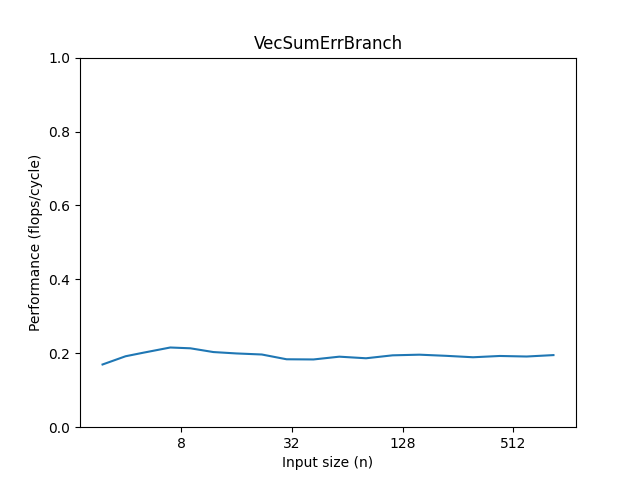 VecSumErrBranch
1.0
0.8
0.6
0.4
0.2
0.0
Performance (flops/cycle)
8 32 128 512
Input size (n)